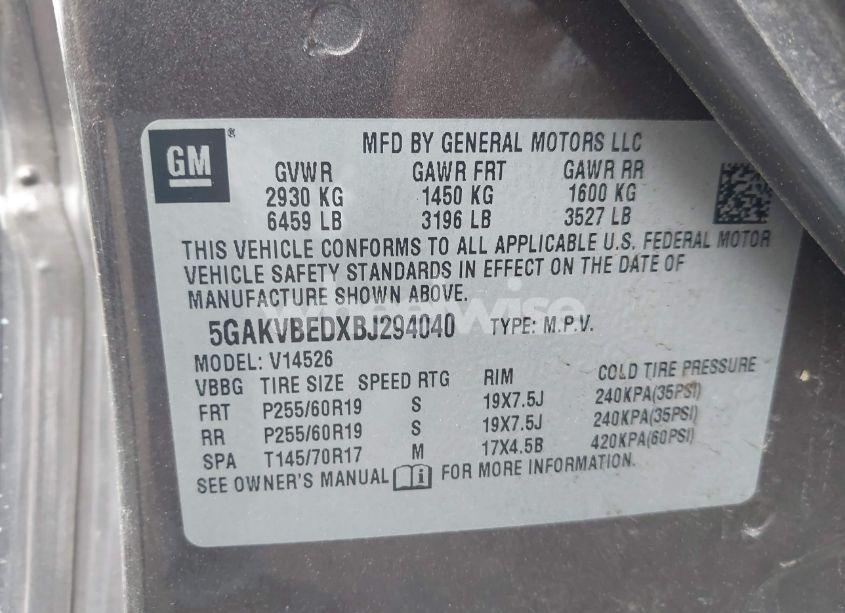 GM ®
MFD BY GENERAL MOTORS LLC
GVWR GAWR FRT GAWR RR
2930 KG 1450 KG 1600 KG
6459 LB 3196 LB 3527 LB
THIS VEHICLE CONFORMS TO ALL APPLICABLE U.S. FEDERAL MOTOR
VEHICLE SAFETY STANDARDS IN EFFECT ON THE DATE OF
MANUFACTURE SHOWN ABOVE.
5GAKVBEDXBJ294040 TYPE: M.P.V.
MODEL: V14526
VBBG TIRE SIZE SPEED RTG RIM COLD TIRE PRESSURE
FRT P255/60R19 S 19X7.5J 240KPA(35PSI)
RR P255/60R19 S 19X7.5J 240KPA(35PSI)
SPA T145/70R17 M 17X4.5B 420KPA(60PSI)
SEE OWNER'S MANUAL FOR MORE INFORMATION.